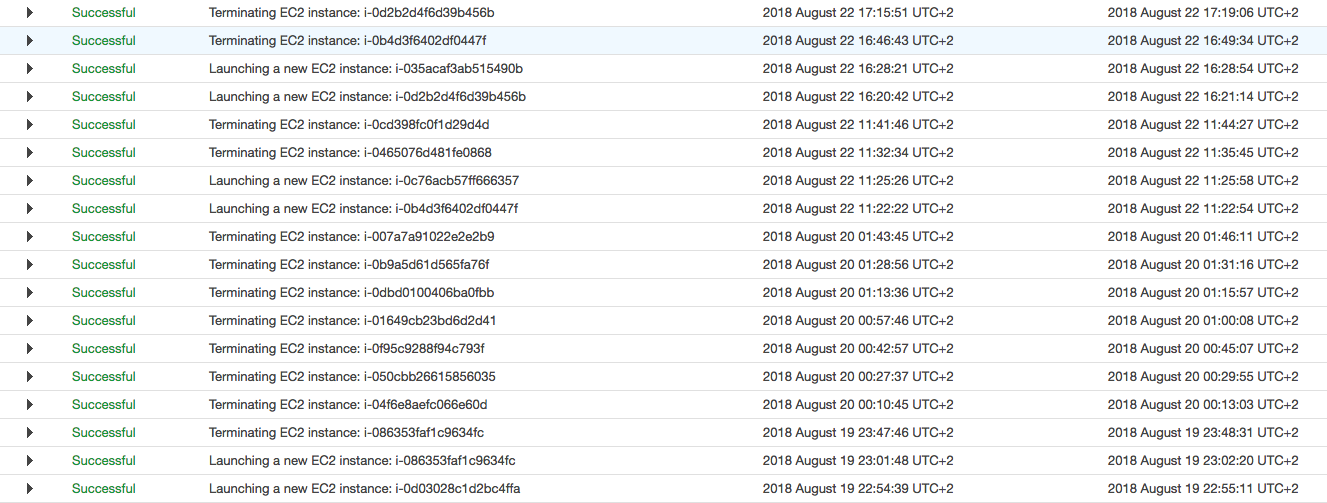 Successful Terminating EC2 instance: i-0d2b2d4f6d39b456b 2018 August 22 17:15:51 UTC+2 2018 August 22 17:19:06 UTC+2
Successful Terminating EC2 instance: i-0b4d3f6402df0447f 2018 August 22 16:46:43 UTC+2 2018 August 22 16:49:34 UTC+2
Successful Launching a new EC2 instance: i-035acaf3ab515490b 2018 August 22 16:28:21 UTC+2 2018 August 22 16:28:54 UTC+2
Successful Launching a new EC2 instance: i-0d2b2d4f6d39b456b 2018 August 22 16:20:42 UTC+2 2018 August 22 16:21:14 UTC+2
Successful Terminating EC2 instance: i-0cd398fc0f1d29d4d 2018 August 22 11:41:46 UTC+2 2018 August 22 11:44:27 UTC+2
Successful Terminating EC2 instance: i-0465076d481fe0868 2018 August 22 11:32:34 UTC+2 2018 August 22 11:35:45 UTC+2
Successful Launching a new EC2 instance: i-0c76acb57ff666357 2018 August 22 11:25:26 UTC+2 2018 August 22 11:25:58 UTC+2
Successful Launching a new EC2 instance: i-0b4d3f6402df0447f 2018 August 22 11:22:22 UTC+2 2018 August 22 11:22:54 UTC+2
Successful Terminating EC2 instance: i-007a7a91022e2e2b9 2018 August 20 01:43:45 UTC+2 2018 August 20 01:46:11 UTC+2
Successful Terminating EC2 instance: i-0b9a5d61d565fa76f 2018 August 20 01:28:56 UTC+2 2018 August 20 01:31:16 UTC+2
Successful Terminating EC2 instance: i-0dbd0100406ba0fbb 2018 August 20 01:13:36 UTC+2 2018 August 20 01:15:57 UTC+2
Successful Terminating EC2 instance: i-01649cb23bd6d2d41 2018 August 20 00:57:46 UTC+2 2018 August 20 01:00:08 UTC+2
Successful Terminating EC2 instance: i-0f95c9288f94c793f 2018 August 20 00:42:57 UTC+2 2018 August 20 00:45:07 UTC+2
Successful Terminating EC2 instance: i-050cbb26615856035 2018 August 20 00:27:37 UTC+2 2018 August 20 00:29:55 UTC+2
Successful Terminating EC2 instance: i-04f6e8aefc066e60d 2018 August 20 00:10:45 UTC+2 2018 August 20 00:13:03 UTC+2
Successful Terminating EC2 instance: i-086353faf1c9634fc 2018 August 19 23:47:46 UTC+2 2018 August 19 23:48:31 UTC+2
Successful Launching a new EC2 instance: i-086353faf1c9634fc 2018 August 19 23:01:48 UTC+2 2018 August 19 23:02:20 UTC+2
Successful Launching a new EC2 instance: i-0d03028c1d2bc4ffa 2018 August 19 22:54:39 UTC+2 2018 August 19 22:55:11 UTC+2